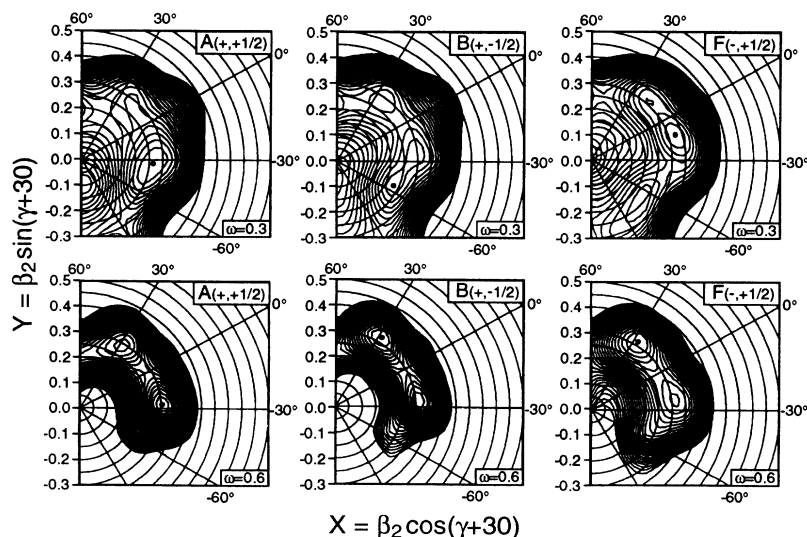 60° 30° A(+,+1/2) 0° -30° -60° ω=0.3
0.5 0.4 0.3 0.2 0.1 0.0 -0.1 -0.2 -0.3
60° 30° B(+,-1/2) 0° -30° -60° ω=0.3
0.5 0.4 0.3 0.2 0.1 0.0 -0.1 -0.2 -0.3
60° 30° F(-,+1/2) 0° -30° -60° ω=0.3
0.5 0.4 0.3 0.2 0.1 0.0 -0.1 -0.2 -0.3
Y = β₂ sin(γ+30)
60° 30° A(+,+1/2) 0° -30° -60° ω=0.6
0.5 0.4 0.3 0.2 0.1 0.0 -0.1 -0.2 -0.3
60° 30° B(+,-1/2) 0° -30° -60° ω=0.6
0.5 0.4 0.3 0.2 0.1 0.0 -0.1 -0.2 -0.3
60° 30° F(-,+1/2) 0° -30° -60° ω=0.6
0.5 0.4 0.3 0.2 0.1 0.0 -0.1 -0.2 -0.3
X = β₂ cos(γ+30)